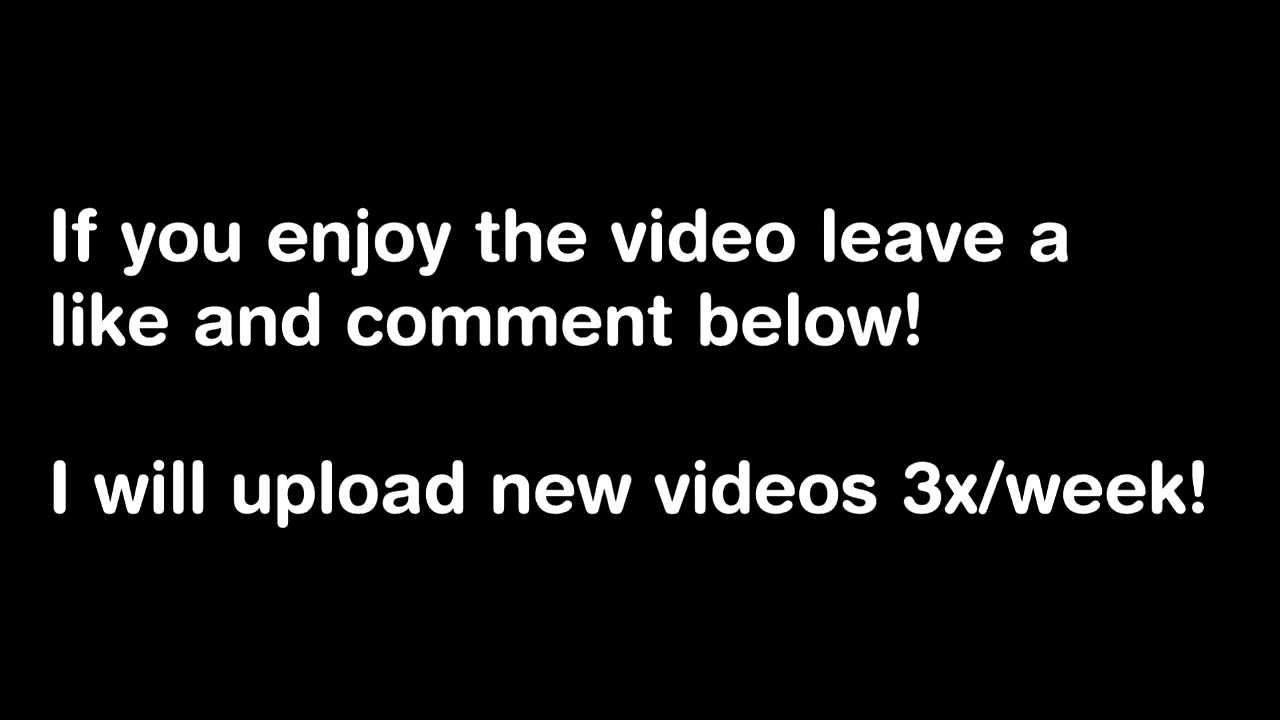 If you enjoy the video leave a
like and comment below!
I will upload new videos 3x/week!